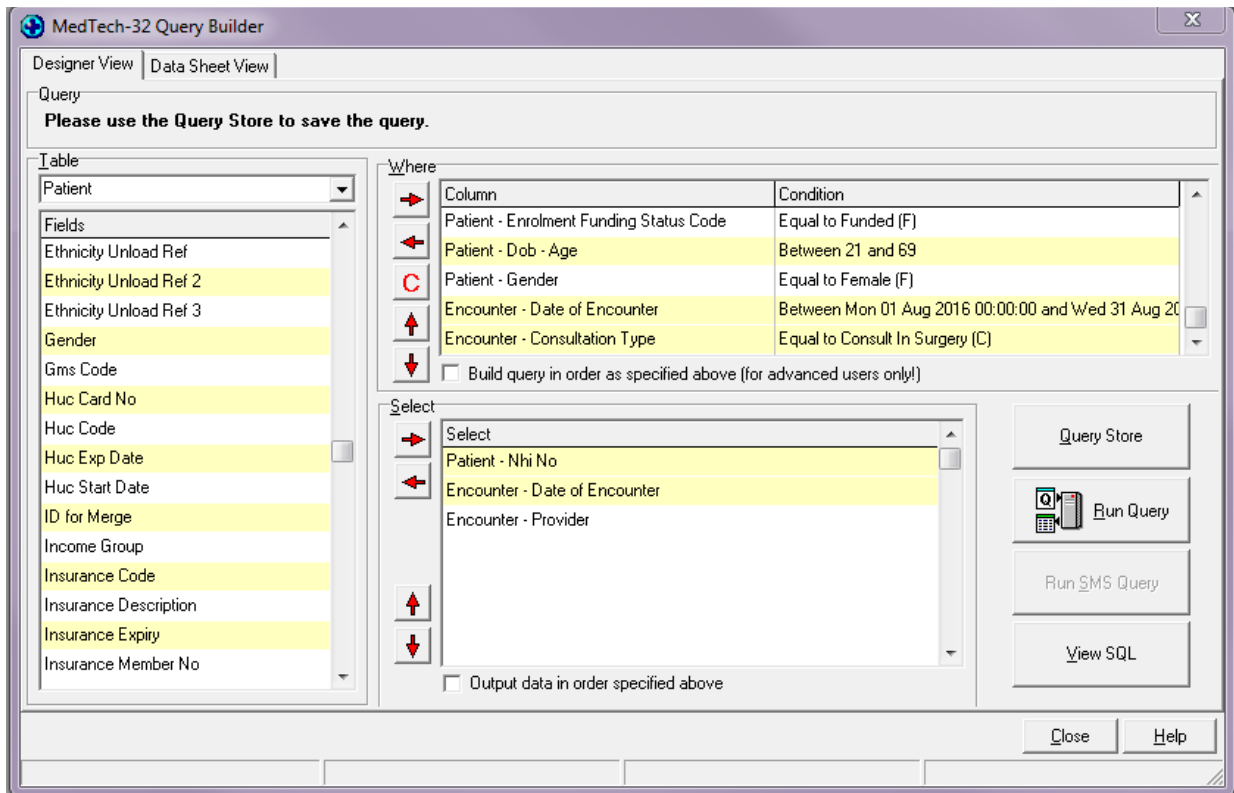 MedTech-32 Query Builder
Designer View
Data Sheet View
Query
Please use the Query Store to save the query.
Table
Patient
Fields
Ethnicity Unload Ref
Ethnicity Unload Ref 2
Ethnicity Unload Ref 3
Gender
Gms Code
Huc Card No
Huc Code
Huc Exp Date
Huc Start Date
ID for Merge
Income Group
Insurance Code
Insurance Description
Insurance Expiry
Insurance Member No
Where
C
Column Condition
Patient - Enrolment Funding Status Code Equal to Funded (F)
Patient - Dob - Age Between 21 and 69
Patient - Gender Equal to Female (F)
Encounter - Date of Encounter Between Mon 01 Aug 2016 00:00:00 and Wed 31 Aug 20
Encounter - Consultation Type Equal to Consult In Surgery (C)
Build query in order as specified above (for advanced users only!)
Select
Select
Patient - Nhi No
Encounter - Date of Encounter
Encounter - Provider
Output data in order specified above
Query Store
Q
Run Query
Run SMS Query
View SQL
Close
Help